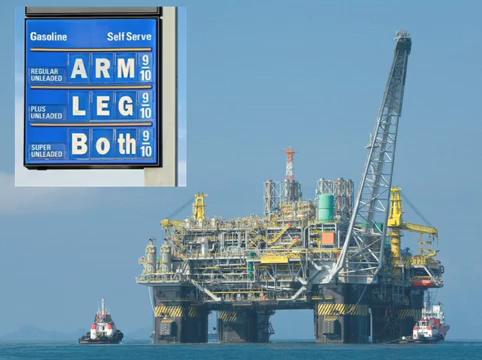 Gasoline Self Serve
REGULAR UNLEADED ARM 9/10
PLUS UNLEADED LEG 9/10
SUPER UNLEADED Both 9/10